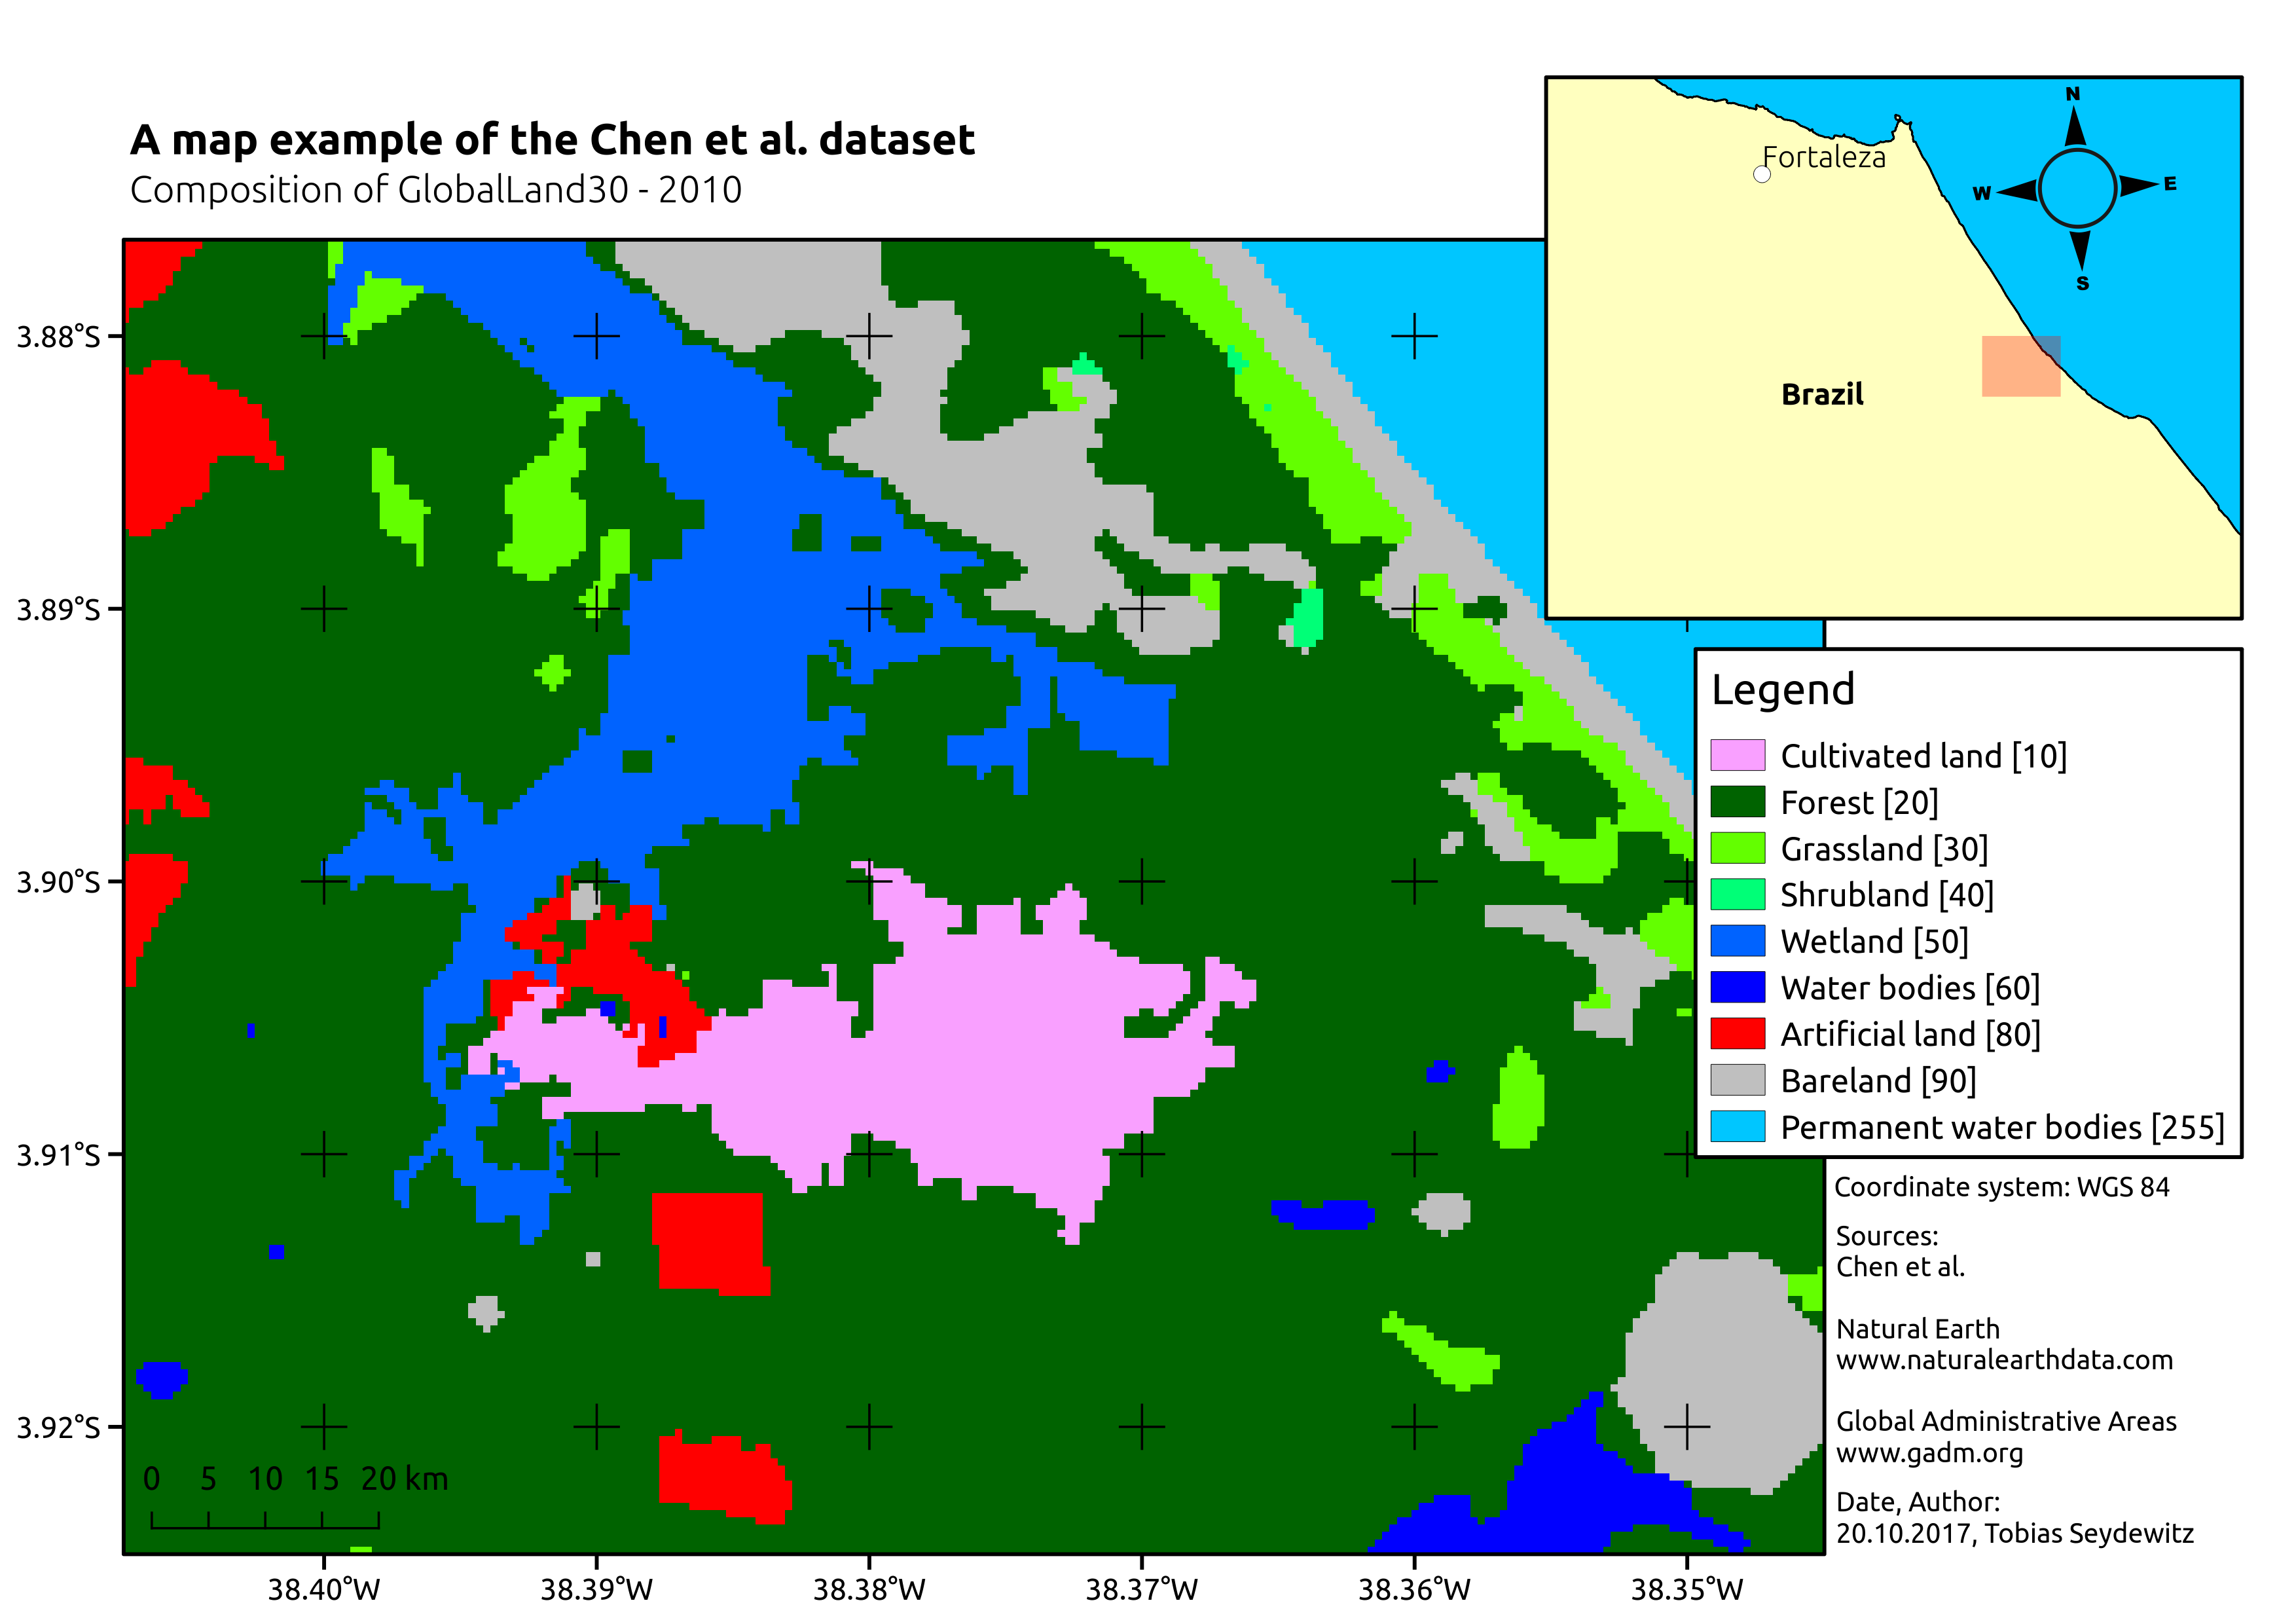 A map example of the Chen et al. dataset
Composition of GlobalLand30 - 2010
N
W
E
S
Fortaleza
Brazil
3.88°S
3.89°S
3.90°S
3.91°S
3.92°S
Legend
Cultivated land [10]
Forest [20]
Grassland [30]
Shrubland [40]
Wetland [50]
Water bodies [60]
Artificial land [80]
Bareland [90]
Permanent water bodies [255]
Coordinate system: WGS 84
Sources:
Chen et al.
Natural Earth
www.naturalearthdata.com
Global Administrative Areas
www.gadm.org
Date, Author:
20.10.2017, Tobias Seydewitz
0 5 10 15 20 km
38.40°W 38.39°W 38.38°W 38.37°W 38.36°W 38.35°W